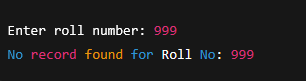 Enter roll number: 999
No record found for Roll No: 999